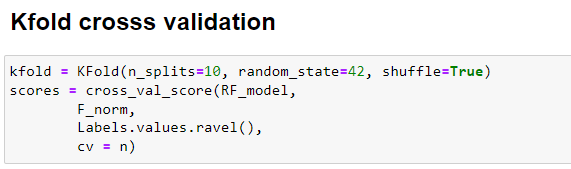 Kfold crosss validation
kfold = KFold(n_splits=10, random_state=42, shuffle=True)
scores = cross_val_score(RF_model,
        F_norm,
        Labels.values.ravel(),
        cv = n)